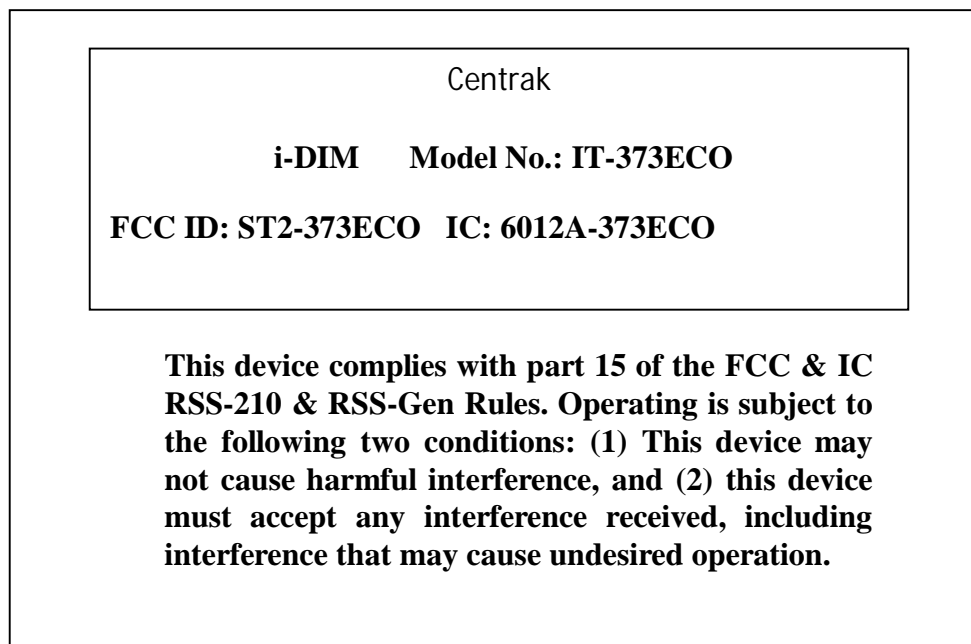 Centrak
i-DIM Model No.: IT-373ECO
FCC ID: ST2-373ECO IC: 6012A-373ECO
This device complies with part 15 of the FCC & IC
RSS-210 & RSS-Gen Rules. Operating is subject to
the following two conditions: (1) This device may
not cause harmful interference, and (2) this device
must accept any interference received, including
interference that may cause undesired operation.